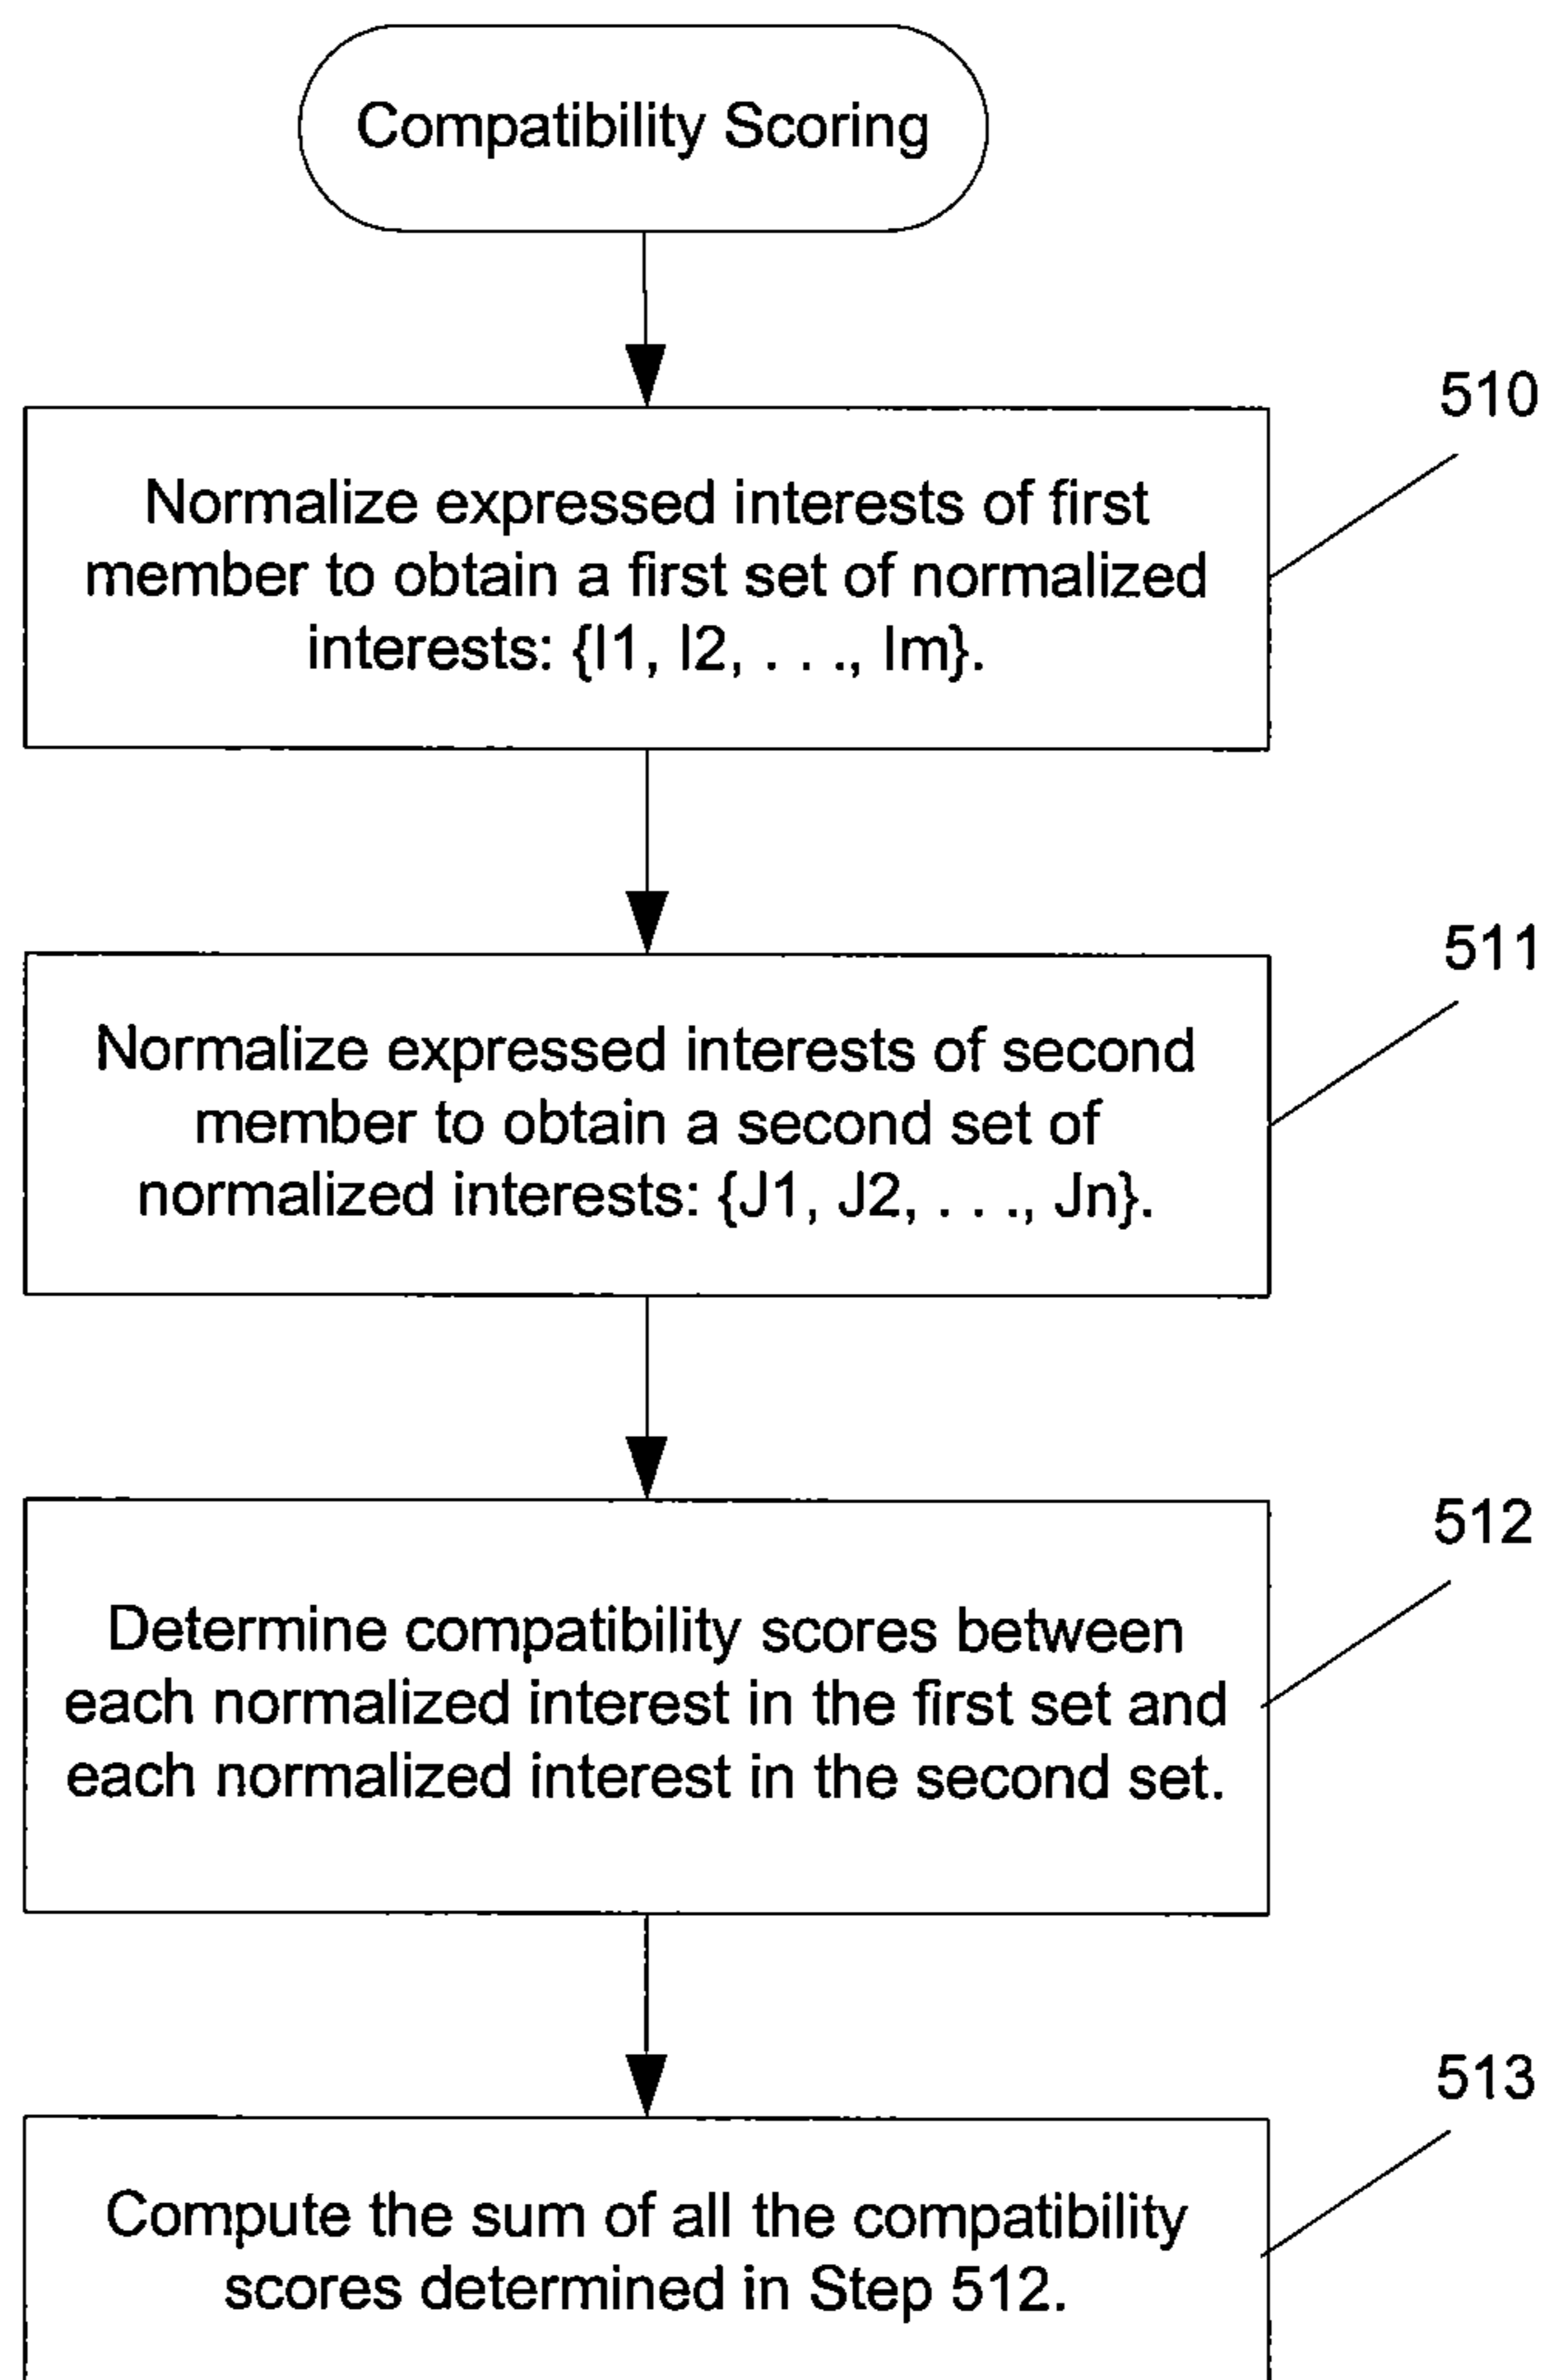 Compatibility Scoring
510
Normalize expressed interests of first
member to obtain a first set of normalized
interests: {I1, I2, . . ., Im}.
511
Normalize expressed interests of second
member to obtain a second set of
normalized interests: {J1, J2, . . ., Jn}.
512
Determine compatibility scores between
each normalized interest in the first set and
each normalized interest in the second set.
513
Compute the sum of all the compatibility
scores determined in Step 512.